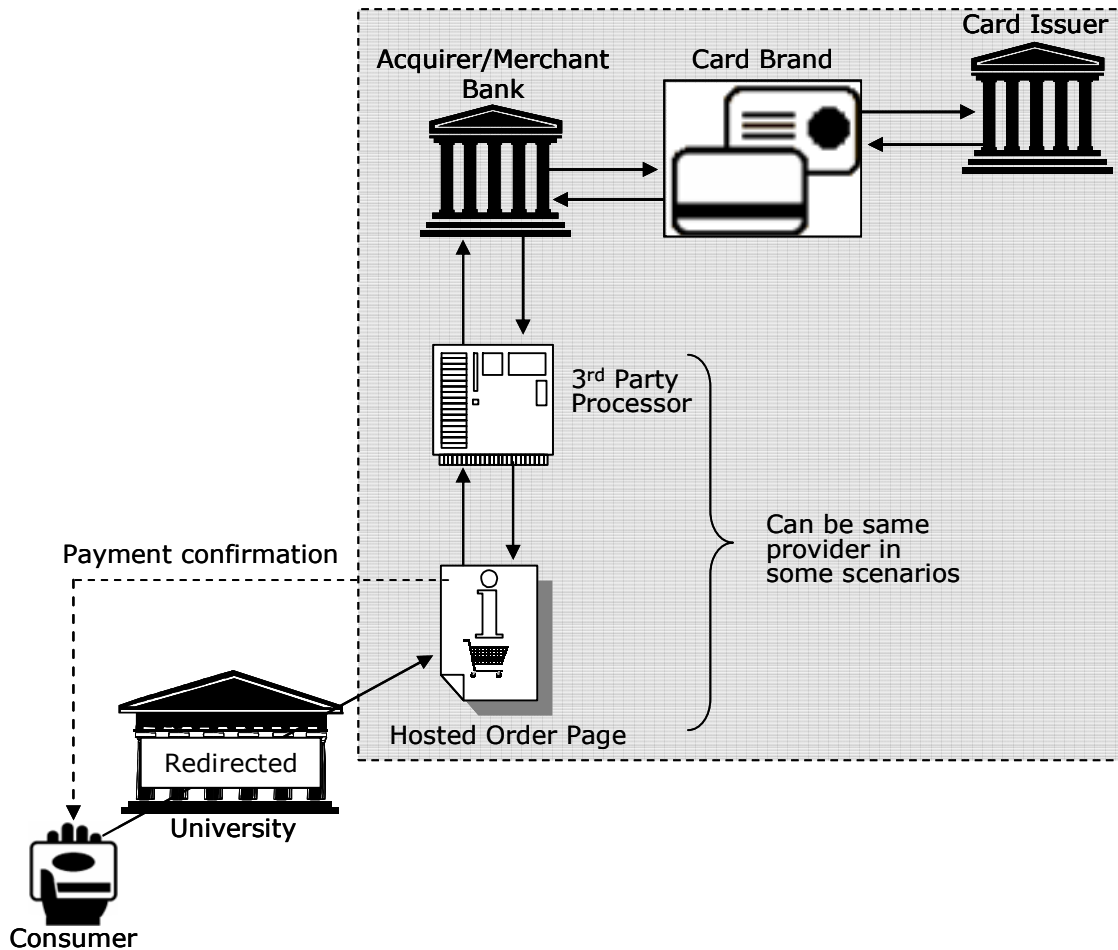 Card Issuer
Acquirer/Merchant
Bank
Card Brand
3rd Party
Processor
Can be same
provider in
some scenarios
Payment confirmation
Hosted Order Page
Redirected
University
Consumer